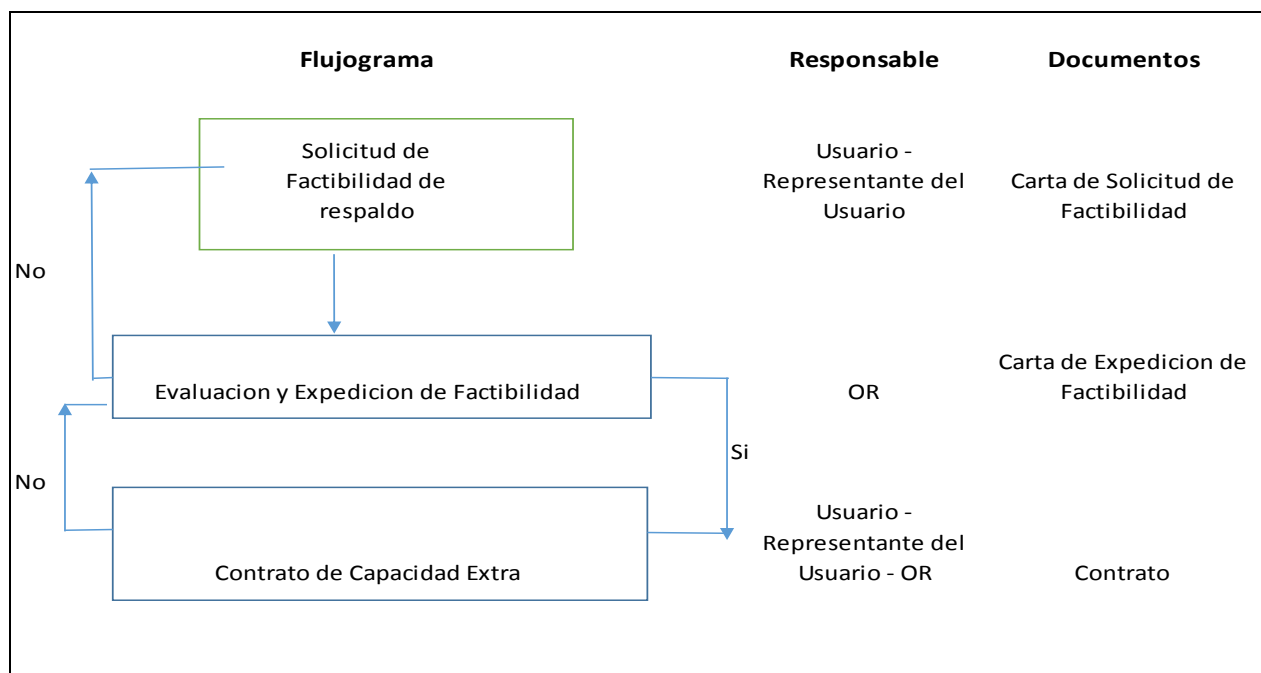 Flujograma
Responsable
Documentos
Solicitud de
Factibilidad de
respaldo
Usuario -
Representante del
Usuario
Carta de Solicitud de
Factibilidad
No
Evaluacion y Expedicion de Factibilidad
OR
Carta de Expedicion de
Factibilidad
Si
No
Contrato de Capacidad Extra
Usuario -
Representante del
Usuario - OR
Contrato